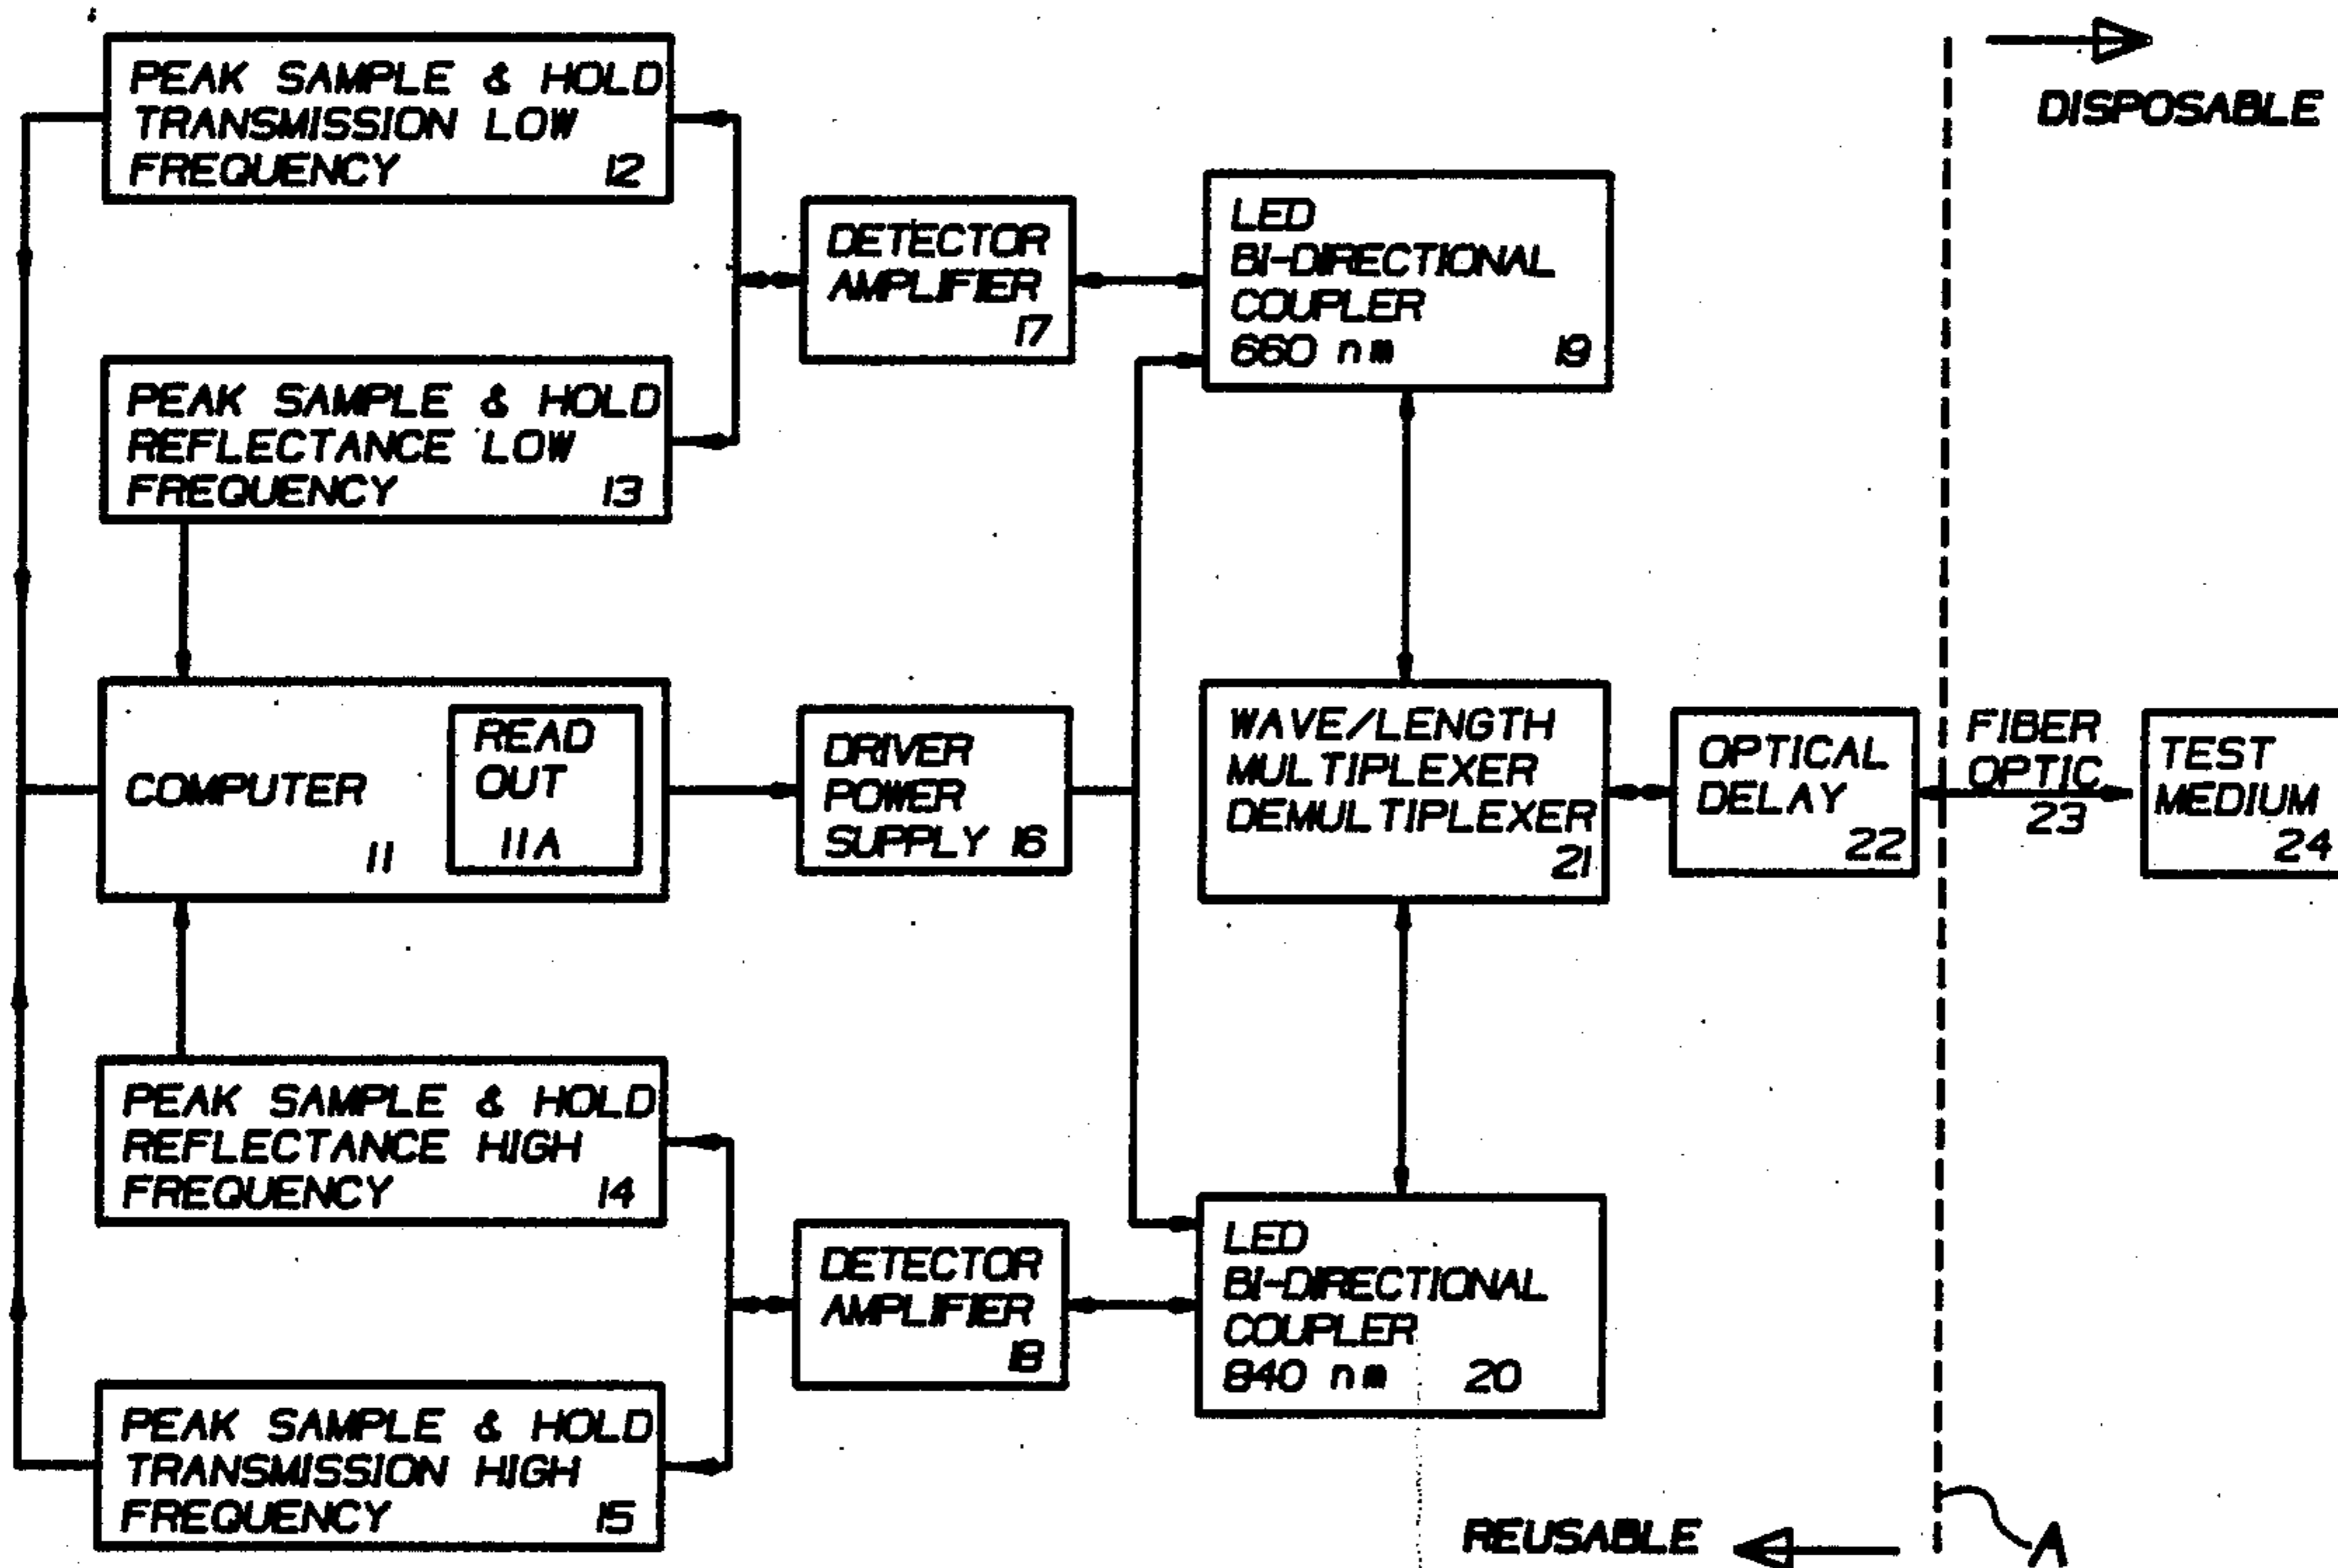 PEAK SAMPLE & HOLD
TRANSMISSION LOW
FREQUENCY 12
DISPOSABLE
DETECTOR
AMPLIFIER
17
LED
BI-DIRECTIONAL
COUPLER
660 nm 19
PEAK SAMPLE & HOLD
REFLECTANCE LOW
FREQUENCY 13
COMPUTER
11
READ
OUT
11A
DRIVER
POWER
SUPPLY 16
WAVE/LENGTH
MULTIPLEXER
DEMULTIPLEXER
21
OPTICAL
DELAY
22
FIBER
OPTIC
23
TEST
MEDIUM
24
PEAK SAMPLE & HOLD
REFLECTANCE HIGH
FREQUENCY 14
DETECTOR
AMPLIFIER
18
LED
BI-DIRECTIONAL
COUPLER
840 nm 20
PEAK SAMPLE & HOLD
TRANSMISSION HIGH
FREQUENCY 15
REUSABLE
A